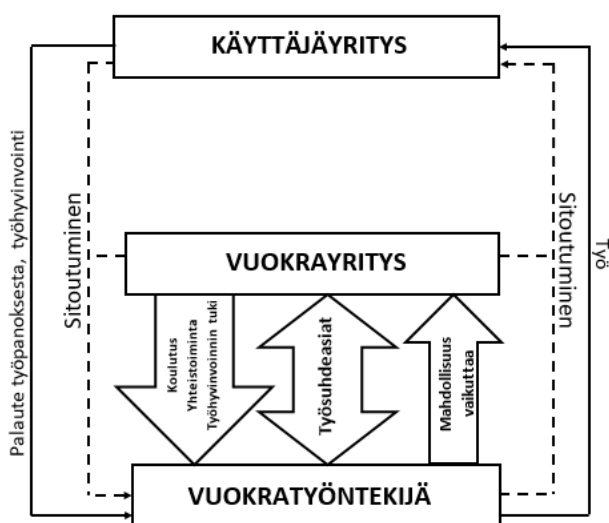 KÄYTTÄJÄYRITYS
Palaute työpanoksesta, työhyvinvointi
Sitoutuminen
Sitoutuminen
Työ
VUOKRAYRITYS
Koulutus
Yhteistoiminta
Työhyvinvoinnin tuki
Työsuhdeasiat
Mahdollisuus
vaikuttaa
VUOKRATYÖNTEKIJÄ